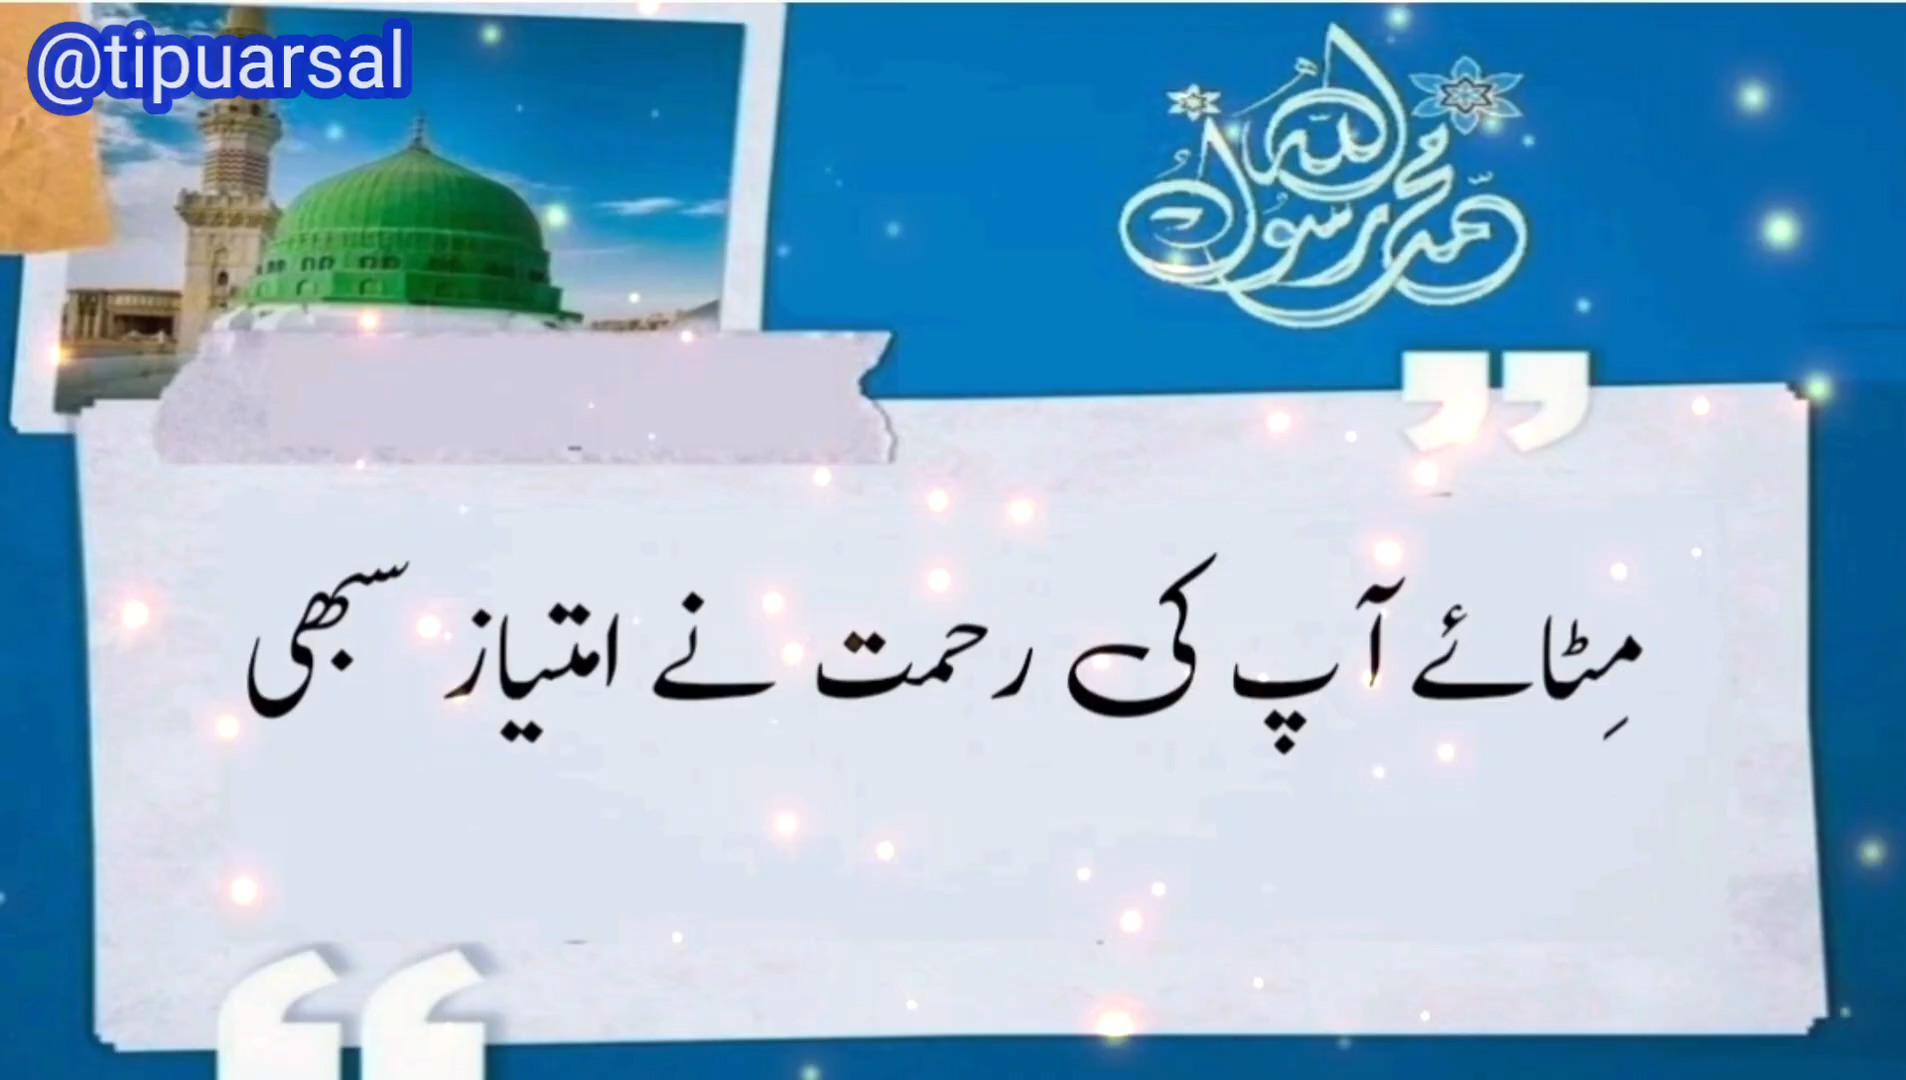 @tipuarsal
محمد رسول الله
مِٹائے آپ کی رحمت نے امتیاز سبھی